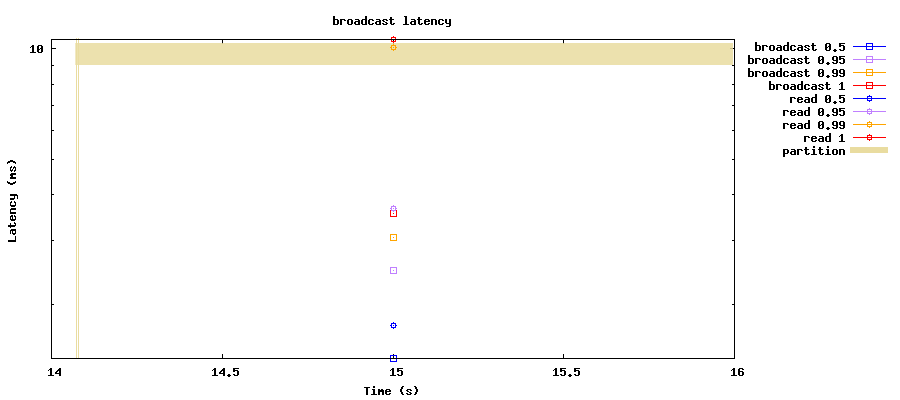 broadcast latency
10
Latency (ms)
14
14.5
15
15.5
16
Time (s)
broadcast 0.5
broadcast 0.95
broadcast 0.99
broadcast 1
read 0.5
read 0.95
read 0.99
read 1
partition